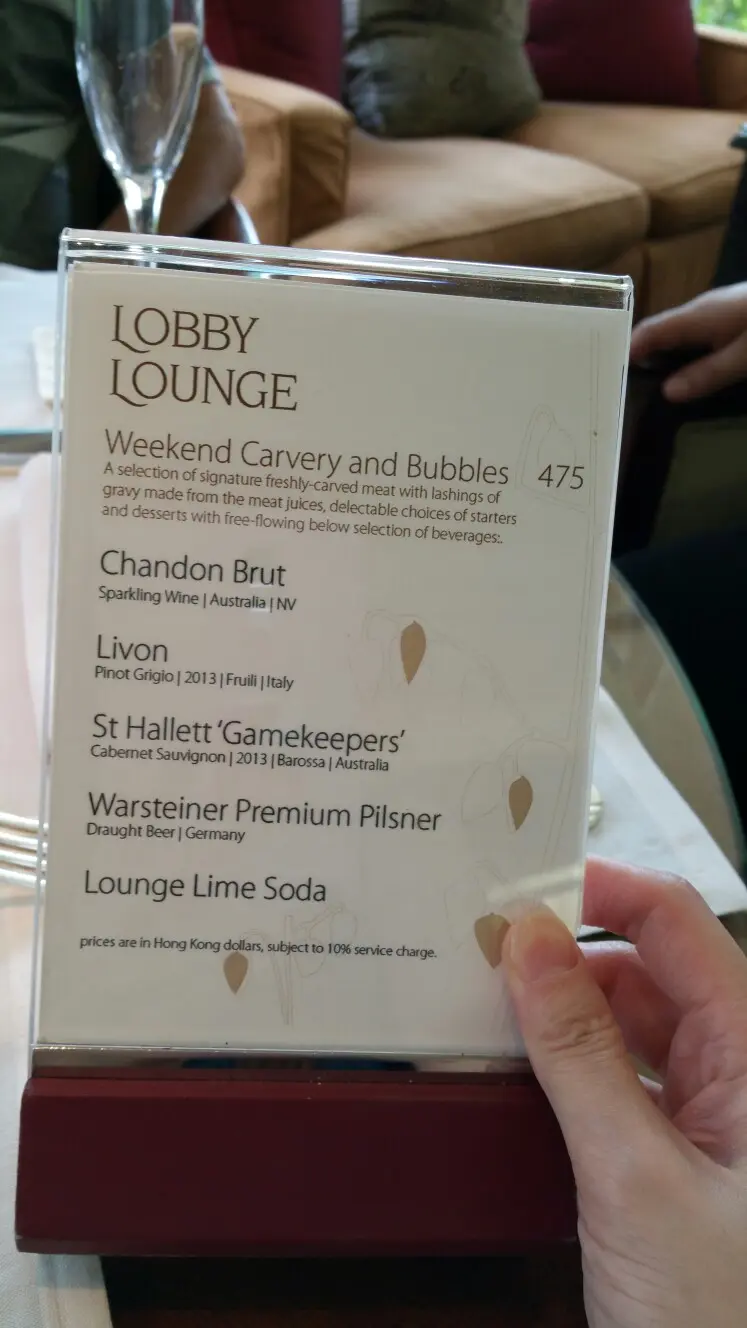 LOBBY
LOUNGE
Weekend Carvery and Bubbles 475
A selection of signature freshly-carved meat with lashings of
gravy made from the meat juices, delectable choices of starters
and desserts with free-flowing below selection of beverages:.
Chandon Brut
Sparkling Wine | Australia | NV
Livon
Pinot Grigio | 2013 | Fruili | Italy
St Hallett 'Gamekeepers'
Cabernet Sauvignon | 2013 | Barossa | Australia
Warsteiner Premium Pilsner
Draught Beer | Germany
Lounge Lime Soda
prices are in Hong Kong dollars, subject to 10% service charge.